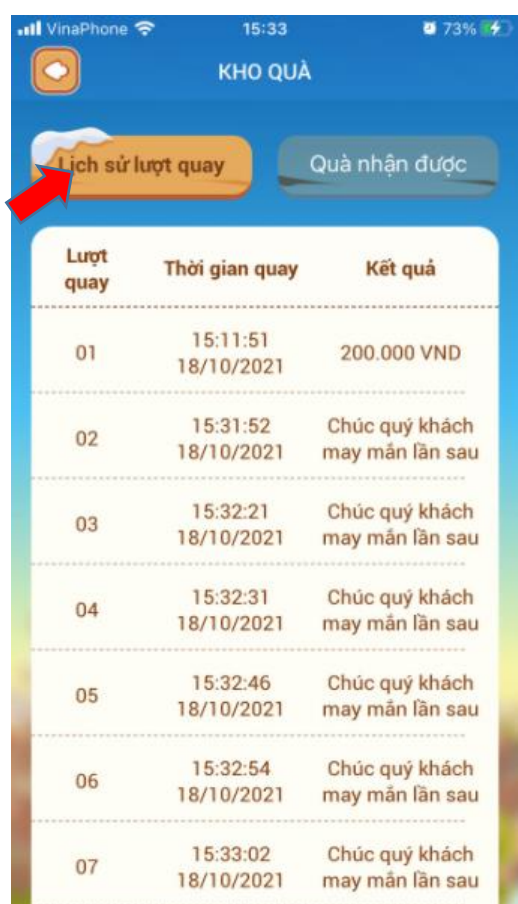 VinaPhone 15:33 73%
KHO QUÀ
Lịch sử lượt quay Quà nhận được
Lượt quay Thời gian quay Kết quả
01 15:11:51 18/10/2021 200.000 VND
02 15:31:52 18/10/2021 Chúc quý khách may mắn lần sau
03 15:32:21 18/10/2021 Chúc quý khách may mắn lần sau
04 15:32:31 18/10/2021 Chúc quý khách may mắn lần sau
05 15:32:46 18/10/2021 Chúc quý khách may mắn lần sau
06 15:32:54 18/10/2021 Chúc quý khách may mắn lần sau
07 15:33:02 18/10/2021 Chúc quý khách may mắn lần sau